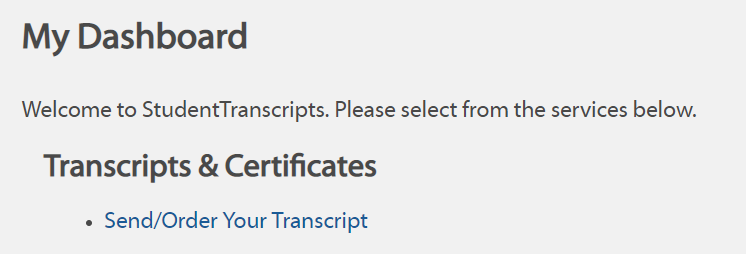 My Dashboard
Welcome to StudentTranscripts. Please select from the services below.
Transcripts & Certificates
• Send/Order Your Transcript